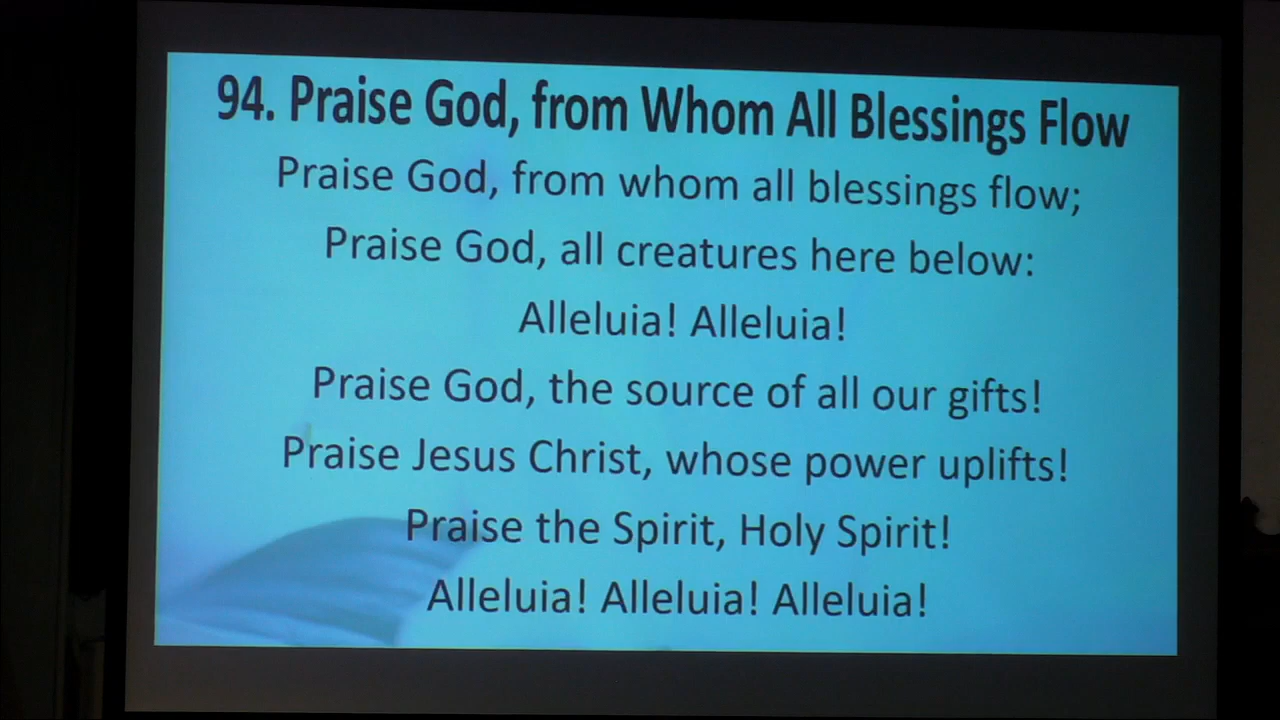 94. Praise God, from Whom All Blessings Flow
Praise God, from whom all blessings flow;
Praise God, all creatures here below:
Alleluia! Alleluia!
Praise God, the source of all our gifts!
Praise Jesus Christ, whose power uplifts!
Praise the Spirit, Holy Spirit!
Alleluia! Alleluia! Alleluia!